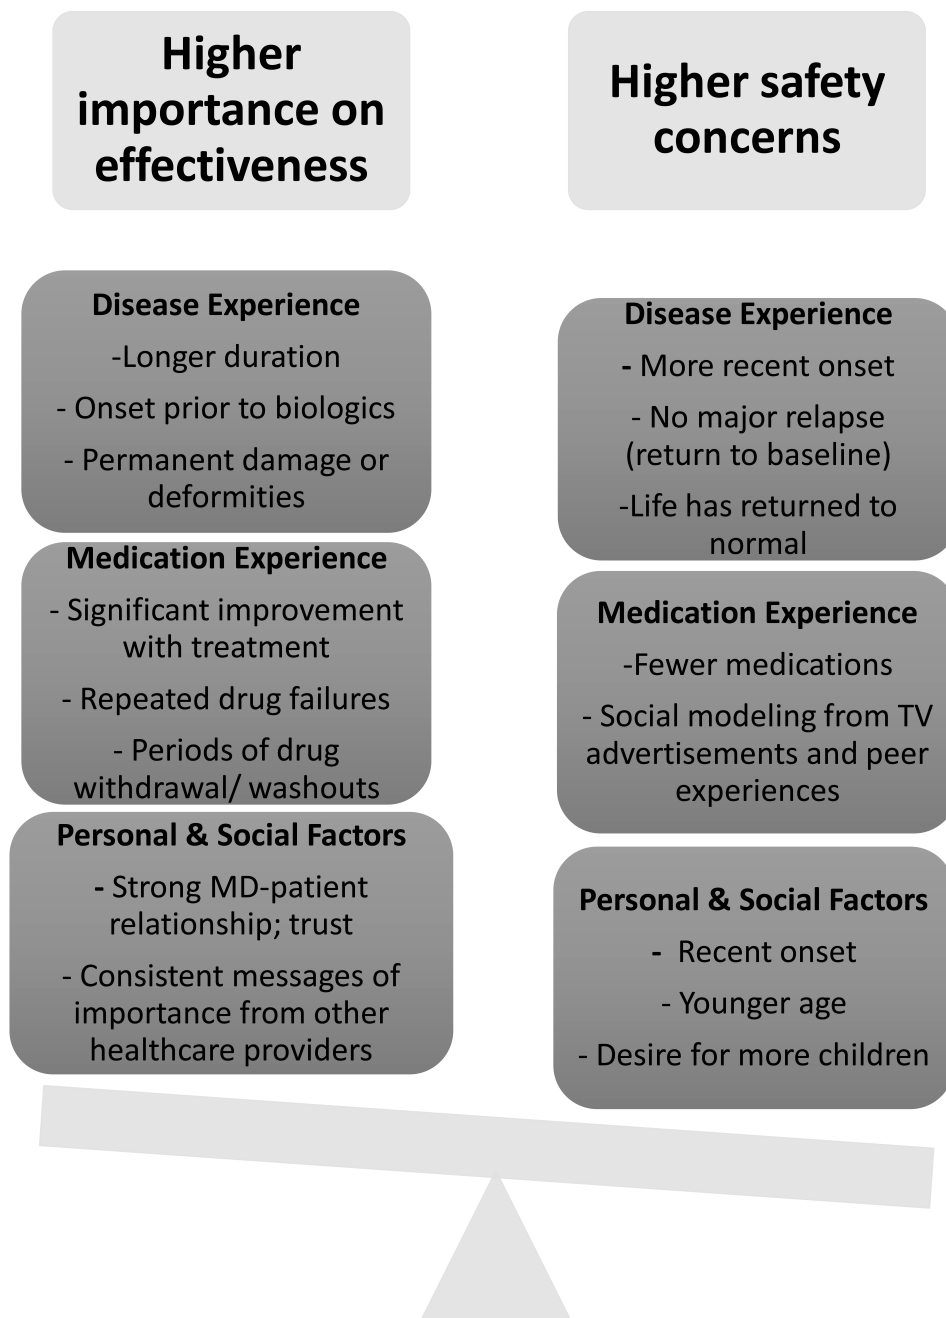 Higher
importance on
effectiveness
Higher safety
concerns
Disease Experience
-Longer duration
- Onset prior to biologics
- Permanent damage or
deformities
Medication Experience
- Significant improvement
with treatment
- Repeated drug failures
- Periods of drug
withdrawal/ washouts
Personal & Social Factors
- Strong MD-patient
relationship; trust
- Consistent messages of
importance from other
healthcare providers
Disease Experience
- More recent onset
- No major relapse
(return to baseline)
-Life has returned to
normal
Medication Experience
-Fewer medications
- Social modeling from TV
advertisements and peer
experiences
Personal & Social Factors
- Recent onset
- Younger age
- Desire for more children